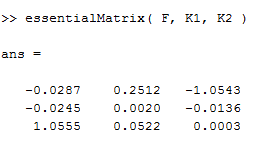 >> essentialMatrix( F, K1, K2 )
ans =
-0.0287 0.2512 -1.0543
-0.0245 0.0020 -0.0136
1.0555 0.0522 0.0003